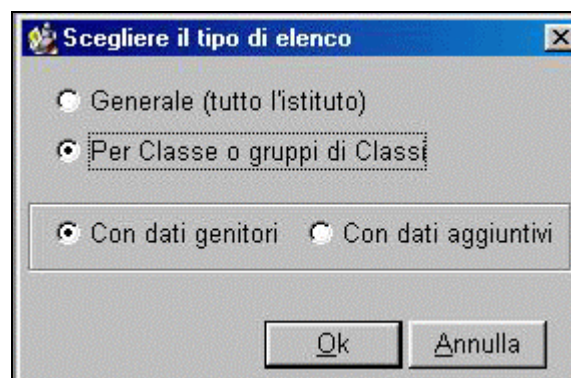 Scegliere il tipo di elenco
Generale (tutto l'istituto)
Per Classe o gruppi di Classi
Con dati genitori Con dati aggiuntivi
Ok Annulla